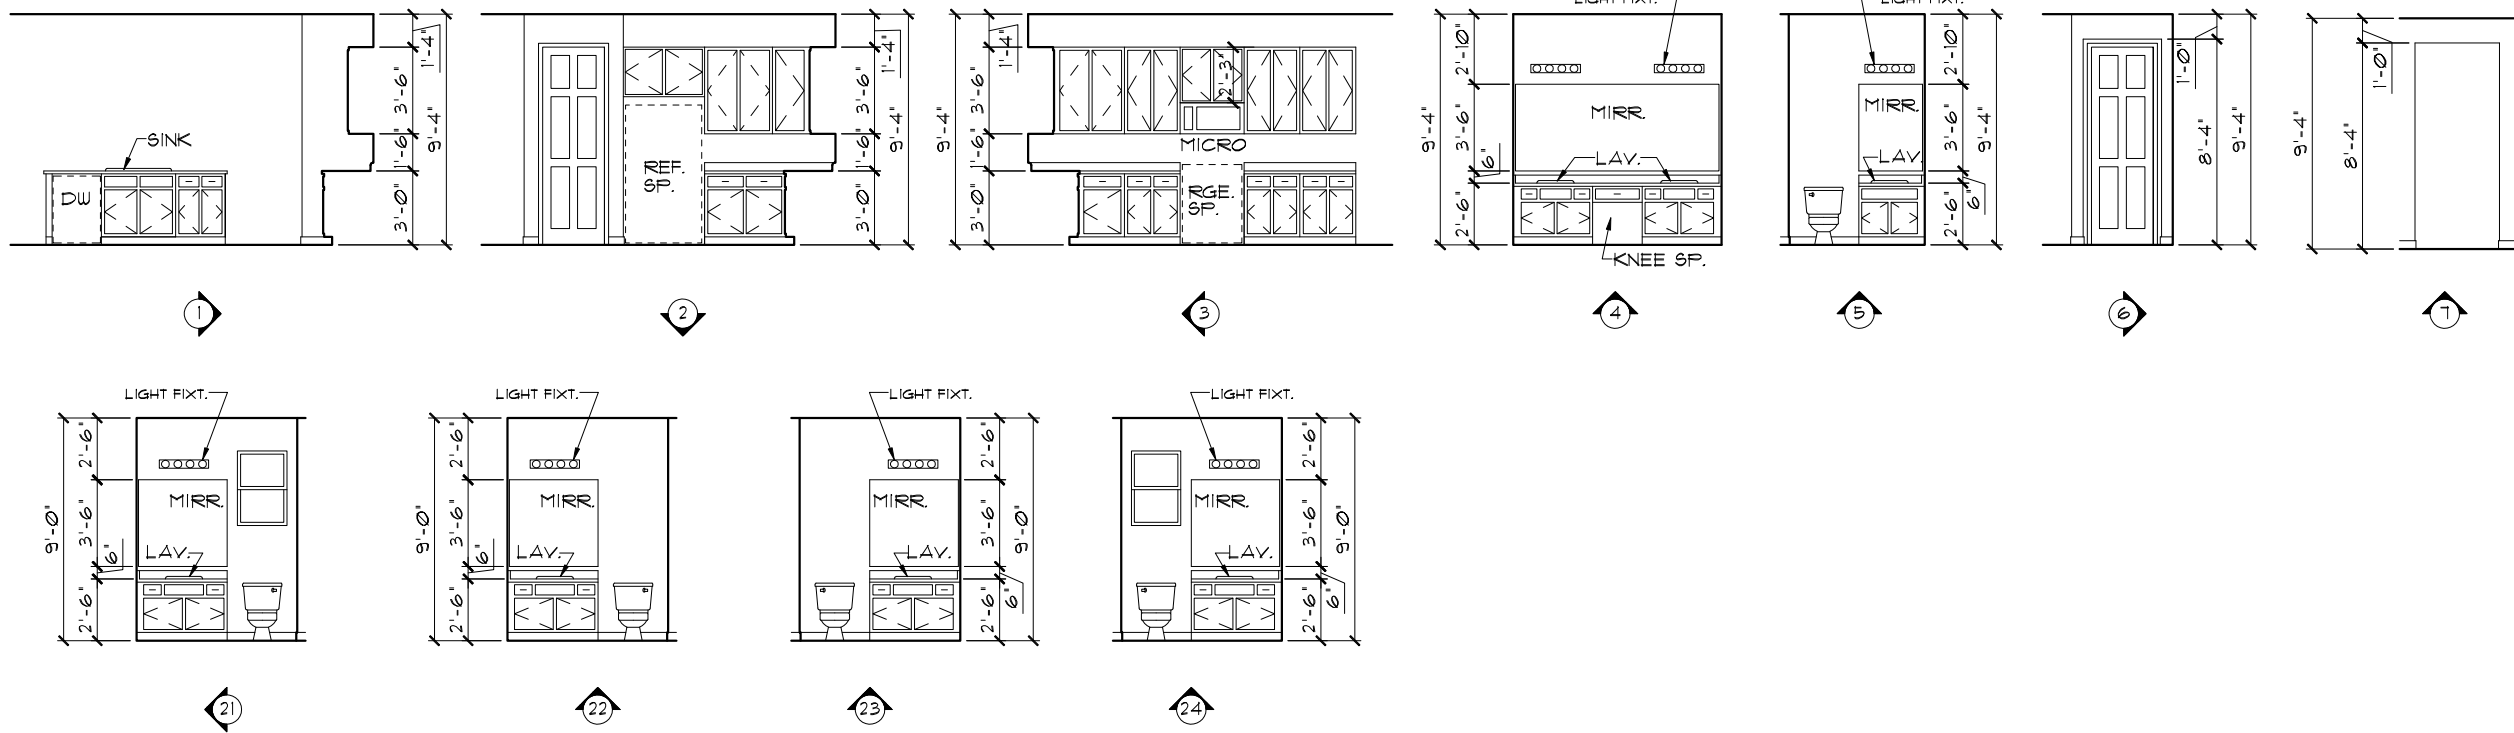 SINK
DW
1'-4"
3'-6"
1'-6"
3'-0"
9'-4"
1
REF.
SP.
1'-4"
3'-6"
1'-6"
3'-0"
9'-4"
2
9'-4"
1'-4"
3'-6"
1'-6"
3'-0"
2'-3"
MICRO
RGE.
SP.
3
LIGHT FIXT.
9'-4"
2'-10"
3'-6"
6"
2'-6"
MIRR.
LAV.
KNEE SP.
4
LIGHT FIXT.
MIRR.
LAV.
2'-10"
3'-6"
6"
2'-6"
9'-4"
5
1'-0"
8'-4"
9'-4"
6
9'-4"
8'-4"
1'-0"
7
LIGHT FIXT.
9'-0"
2'-6"
3'-6"
6"
2'-6"
MIRR.
LAV.
21
LIGHT FIXT.
9'-0"
2'-6"
3'-6"
6"
2'-6"
MIRR.
LAV.
22
LIGHT FIXT.
MIRR.
LAV.
2'-6"
3'-6"
6"
2'-6"
9'-0"
23
LIGHT FIXT.
MIRR.
LAV.
2'-6"
3'-6"
6"
2'-6"
9'-0"
24